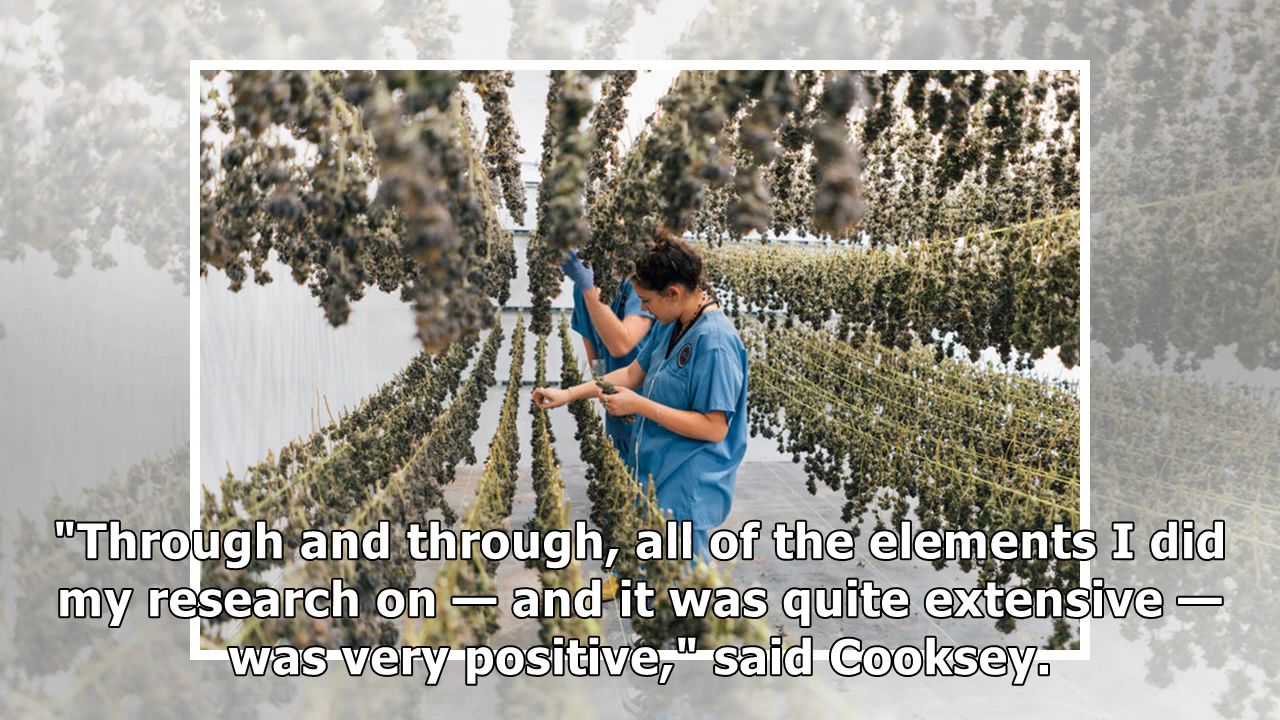 "Through and through, all of the elements I did
my research on — and it was quite extensive —
was very positive," said Cooksey.